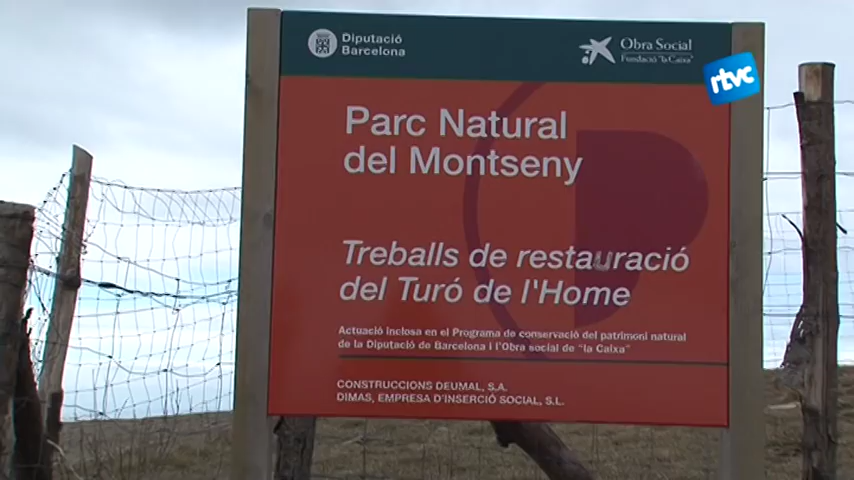 Diputació
Barcelona
Obra Social
Fundació "la Caixa"
rtvc
Parc Natural
del Montseny
Treballs de restauració
del Turó de l'Home
Actuació inclosa en el Programa de conservació del patrimoni natural
de la Diputació de Barcelona i l'Obra social de "la Caixa"
CONSTRUCCIONS DEUMAL, S.A.
DIMAS, EMPRESA D'INSERCIÓ SOCIAL, S.L.